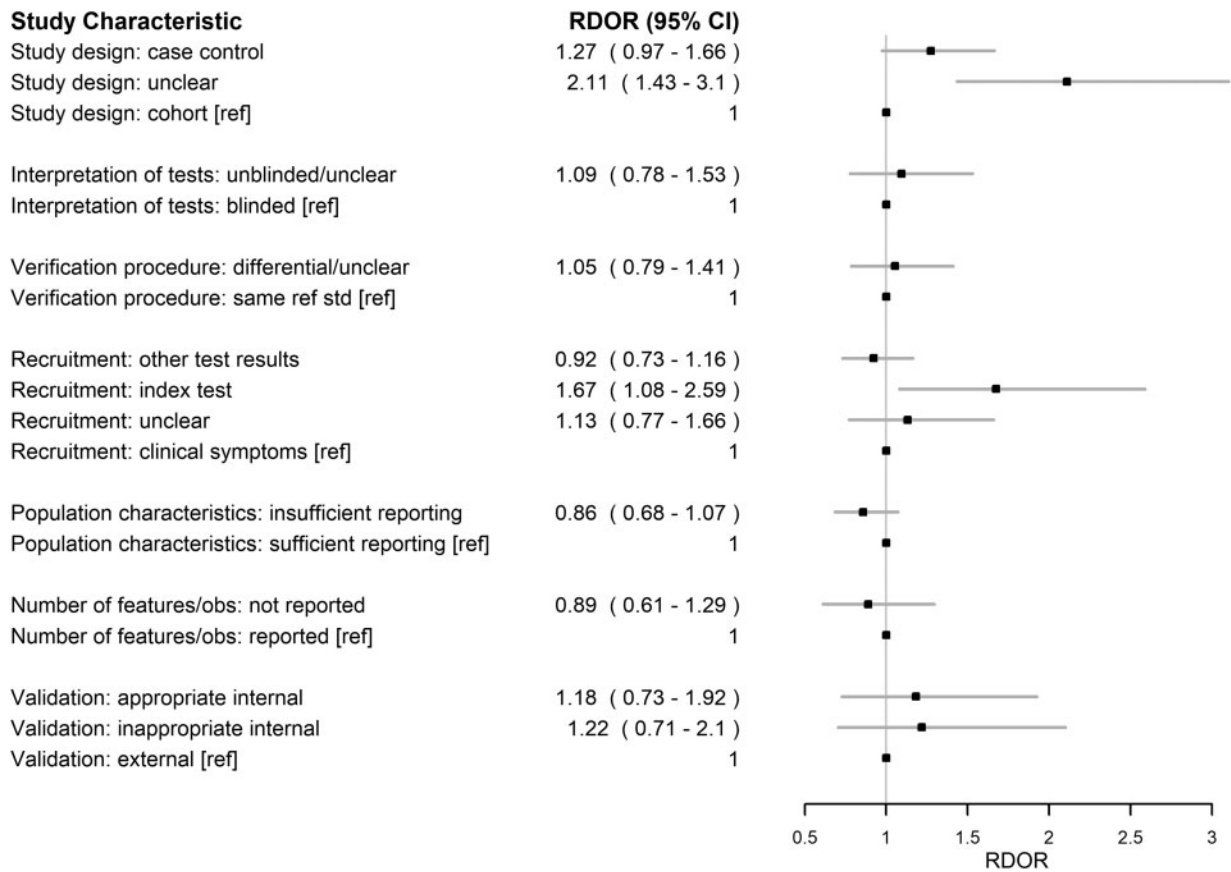 Study Characteristic RDOR (95% CI)
Study design: case control 1.27 ( 0.97 - 1.66 )
Study design: unclear 2.11 ( 1.43 - 3.1 )
Study design: cohort [ref] 1
Interpretation of tests: unblinded/unclear 1.09 ( 0.78 - 1.53 )
Interpretation of tests: blinded [ref] 1
Verification procedure: differential/unclear 1.05 ( 0.79 - 1.41 )
Verification procedure: same ref std [ref] 1
Recruitment: other test results 0.92 ( 0.73 - 1.16 )
Recruitment: index test 1.67 ( 1.08 - 2.59 )
Recruitment: unclear 1.13 ( 0.77 - 1.66 )
Recruitment: clinical symptoms [ref] 1
Population characteristics: insufficient reporting 0.86 ( 0.68 - 1.07 )
Population characteristics: sufficient reporting [ref] 1
Number of features/obs: not reported 0.89 ( 0.61 - 1.29 )
Number of features/obs: reported [ref] 1
Validation: appropriate internal 1.18 ( 0.73 - 1.92 )
Validation: inappropriate internal 1.22 ( 0.71 - 2.1 )
Validation: external [ref] 1
0.5 1 1.5 2 2.5 3
RDOR